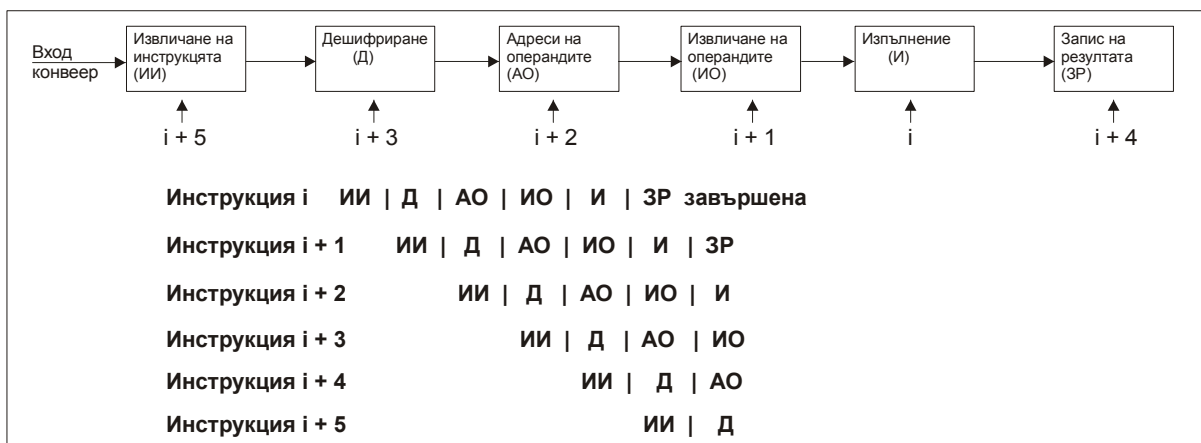 Вход
конвеер
Извличане на
инструкцята
(ИИ)
Дешифриране
(Д)
Адреси на
операндите
(АО)
Извличане на
операндите
(ИО)
Изпълнение
(И)
Запис на
резултата
(ЗР)
i + 5
i + 3
i + 2
i + 1
i
i + 4
Инструкция i ИИ | Д | АО | ИО | И | ЗР завършена
Инструкция i + 1 ИИ | Д | АО | ИО | И | ЗР
Инструкция i + 2 ИИ | Д | АО | ИО | И
Инструкция i + 3 ИИ | Д | АО | ИО
Инструкция i + 4 ИИ | Д | АО
Инструкция i + 5 ИИ | Д